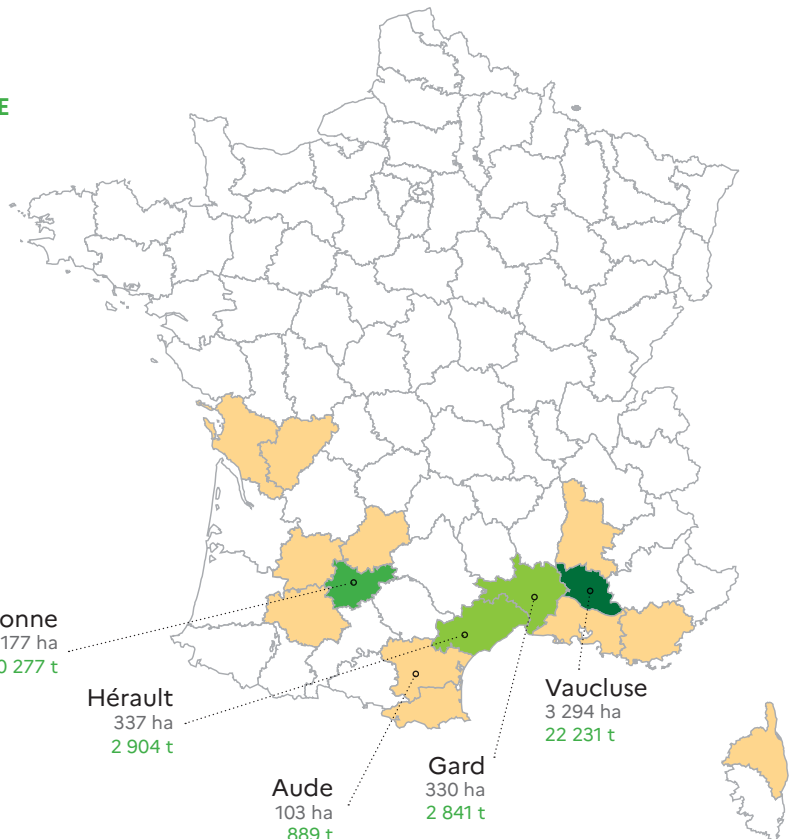 E
onne
177 ha
0 277 t
Hérault
337 ha
2 904 t
Aude
103 ha
889 t
Gard
330 ha
2 841 t
Vaucluse
3 294 ha
22 231 t